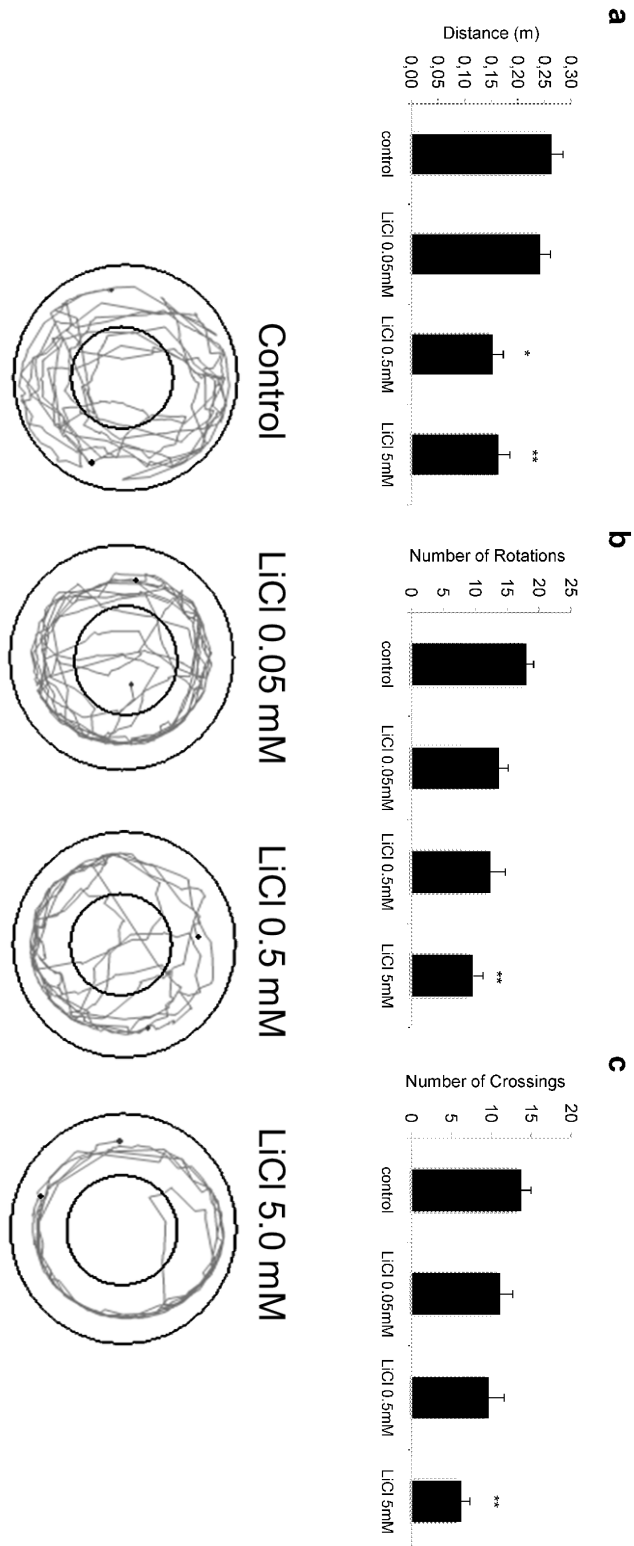 a
Distance (m)
0,30
0,25
0,20
0,15
0,10
0,05
0,00
*
**
control
LiCl 0.05mM
LiCl 0.5mM
LiCl 5mM
b
Number of Rotations
25
20
15
10
5
0
**
control
LiCl 0.05mM
LiCl 0.5mM
LiCl 5mM
c
Number of Crossings
20
15
10
5
0
**
control
LiCl 0.05mM
LiCl 0.5mM
LiCl 5mM
Control
LiCl 0.05 mM
LiCl 0.5 mM
LiCl 5.0 mM